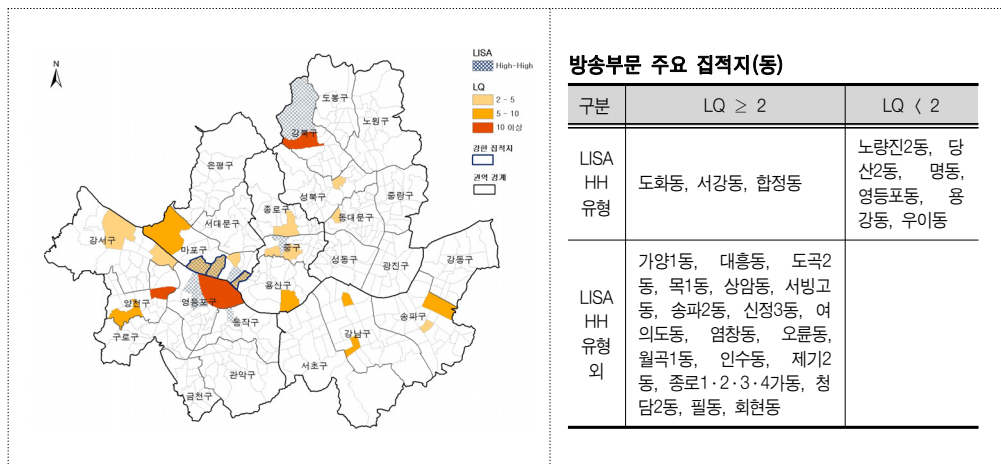 N
LISA
High-High
LQ
2 - 5
5 - 10
10 이상
강한 집적지
권역 경계
도봉구
노원구
강북구
은평구
성북구
중랑구
종로구
서대문구
동대문구
강서구
마포구
중구
강동구
성동구
광진구
용산구
양천구
영등포구
송파구
동작구
강남구
구로구
서초구
관악구
금천구
방송부문 주요 집적지(동)
구분
LQ ≥ 2
LQ < 2
LISA
HH
유형
도화동, 서강동, 합정동
노량진2동, 당
산2동, 명동,
영등포동, 용
강동, 우이동
LISA
HH
유형
외
가양1동, 대흥동, 도곡2
동, 목1동, 상암동, 서빙고
동, 송파2동, 신정3동, 여
의도동, 염창동, 오륜동,
월곡1동, 인수동, 제기2
동, 종로1·2·3·4가동, 청
담2동, 필동, 회현동